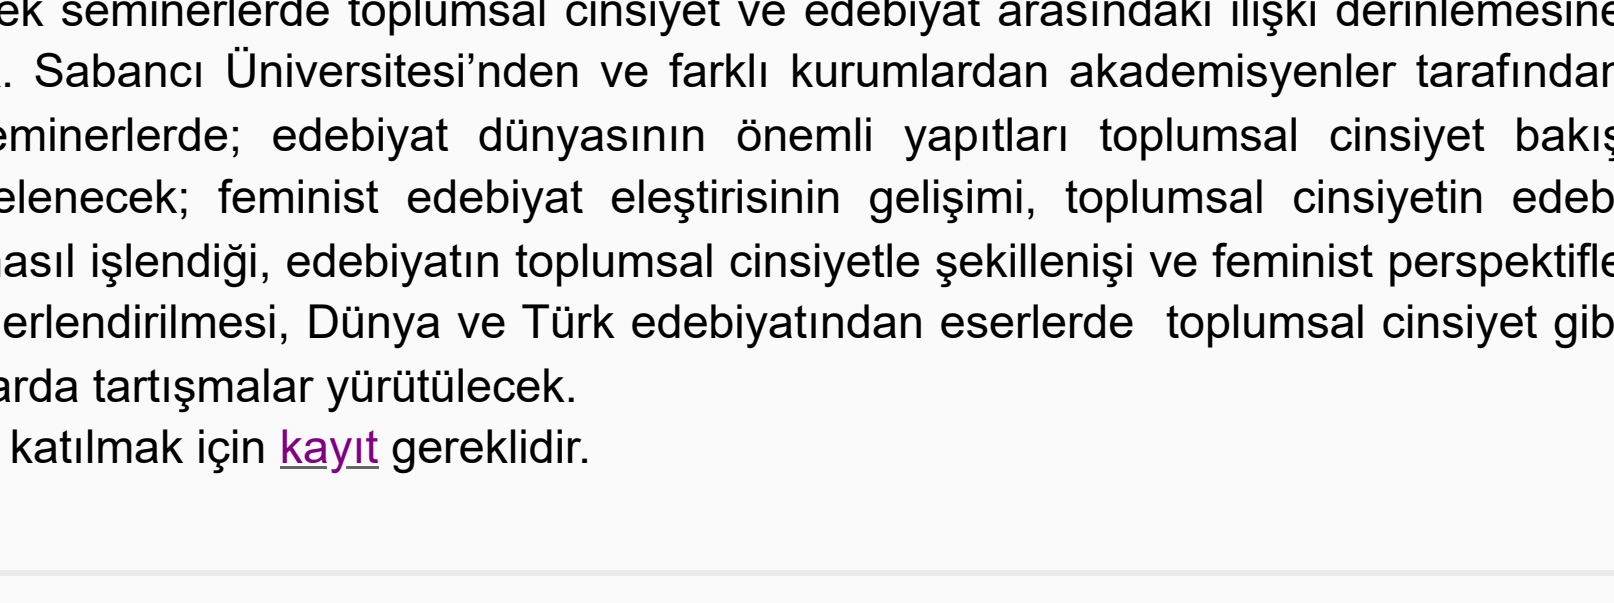 ek seminerlerde toplumsal cinsiyet ve edebiyat arasındaki ilişki derinlemesine
. Sabancı Üniversitesi’nden ve farklı kurumlardan akademisyenler tarafından
eminerlerde; edebiyat dünyasının önemli yapıtları toplumsal cinsiyet bakış
elenecek; feminist edebiyat eleştirisinin gelişimi, toplumsal cinsiyetin edeb
nasıl işlendiği, edebiyatın toplumsal cinsiyetle şekillenişi ve feminist perspektifle
erlendirilmesi, Dünya ve Türk edebiyatından eserlerde toplumsal cinsiyet gib
arda tartışmalar yürütülecek.
katılmak için kayıt gereklidir.